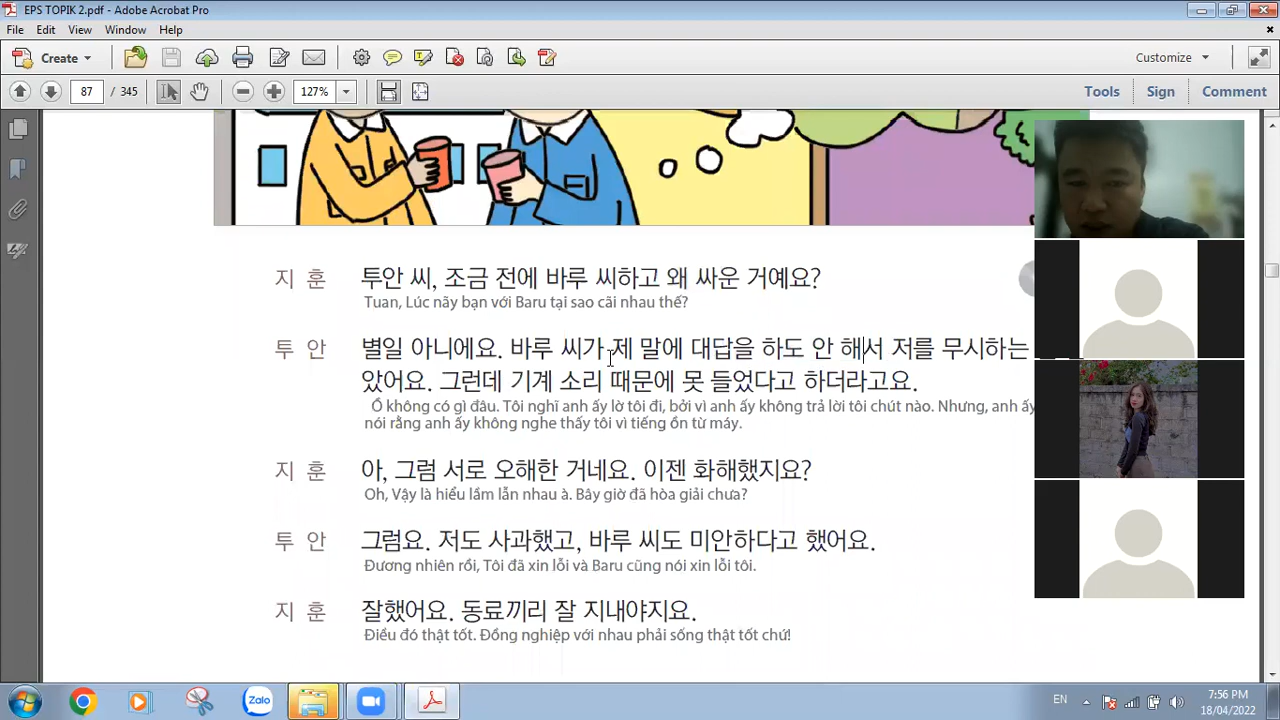 EPS TOPIK 2.pdf - Adobe Acrobat Pro
File Edit View Window Help
Create
Customize
87 / 345
127%
Tools Sign Comment
지 훈 투안 씨, 조금 전에 바루 씨하고 왜 싸운 거예요?
Tuan, Lúc nãy bạn với Baru tại sao cãi nhau thế?
투 안 별일 아니에요. 바루 씨가 제 말에 대답을 하도 안 해서 저를 무시하는
았어요. 그런데 기계 소리 때문에 못 들었다고 하더라고요.
Ồ không có gì đâu. Tôi nghĩ anh ấy lờ tôi đi, bởi vì anh ấy không trả lời tôi chút nào. Nhưng, anh ấy
nói rằng anh ấy không nghe thấy tôi vì tiếng ồn từ máy.
지 훈 아, 그럼 서로 오해한 거네요. 이젠 화해했지요?
Oh, Vậy là hiểu lầm lẫn nhau à. Bây giờ đã hòa giải chưa?
투 안 그럼요. 저도 사과했고, 바루 씨도 미안하다고 했어요.
Đương nhiên rồi, Tôi đã xin lỗi và Baru cũng nói xin lỗi tôi.
지 훈 잘했어요. 동료끼리 잘 지내야지요.
Điều đó thật tốt. Đồng nghiệp với nhau phải sống thật tốt chứ!
Zalo
EN
7:56 PM
18/04/2022